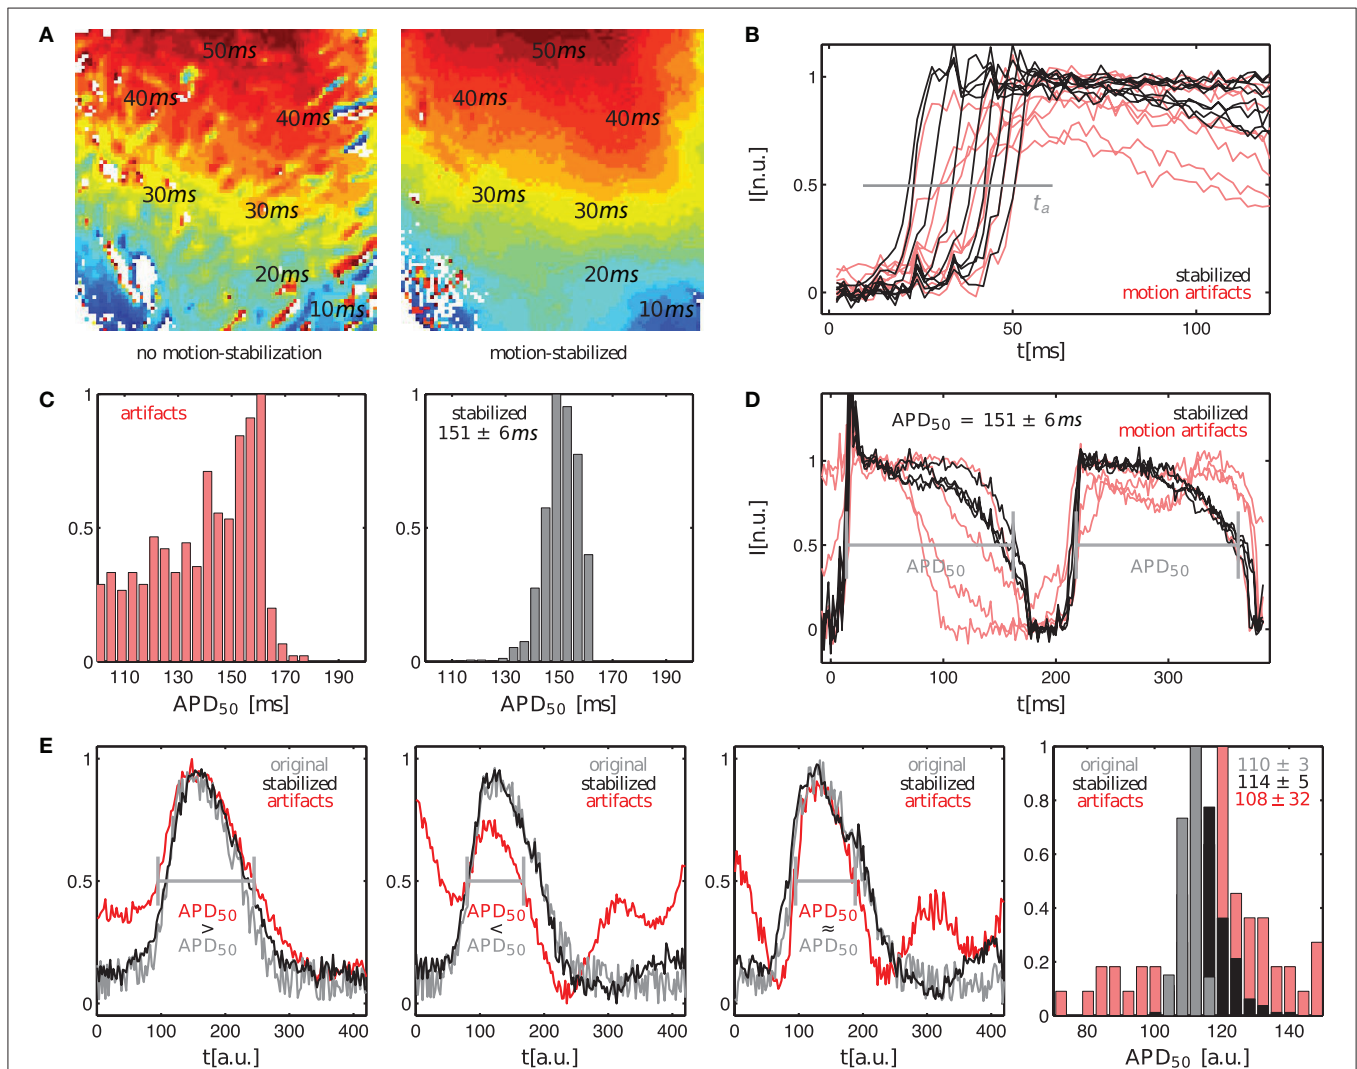 A
50ms
40ms
40ms
30ms
30ms
20ms
10ms
no motion-stabilization
50ms
40ms
40ms
30ms
30ms
20ms
10ms
motion-stabilized
B
1
0.5
0
I[n.u.]
tₐ
stabilized
motion artifacts
0 50 100
t[ms]
C
1
0.5
0
artifacts
110 130 150 170 190
APD₅₀ [ms]
1
0.5
0
stabilized
151 ± 6ms
110 130 150 170 190
APD₅₀ [ms]
D
1
0.5
0
I[n.u.]
APD₅₀ = 151 ± 6ms
stabilized
motion artifacts
APD₅₀
APD₅₀
0 100 200 300
t[ms]
E
1
0.5
0
original
stabilized
artifacts
APD₅₀
>
APD₅₀
0 100 200 300 400
t[a.u.]
1
0.5
0
original
stabilized
artifacts
APD₅₀
<
APD₅₀
0 100 200 300 400
t[a.u.]
1
0.5
0
original
stabilized
artifacts
APD₅₀
≈
APD₅₀
0 100 200 300 400
t[a.u.]
1
0.8
0.6
0.4
0.2
0
original
stabilized
artifacts
110 ± 3
114 ± 5
108 ± 32
80 100 120 140
APD₅₀ [a.u.]